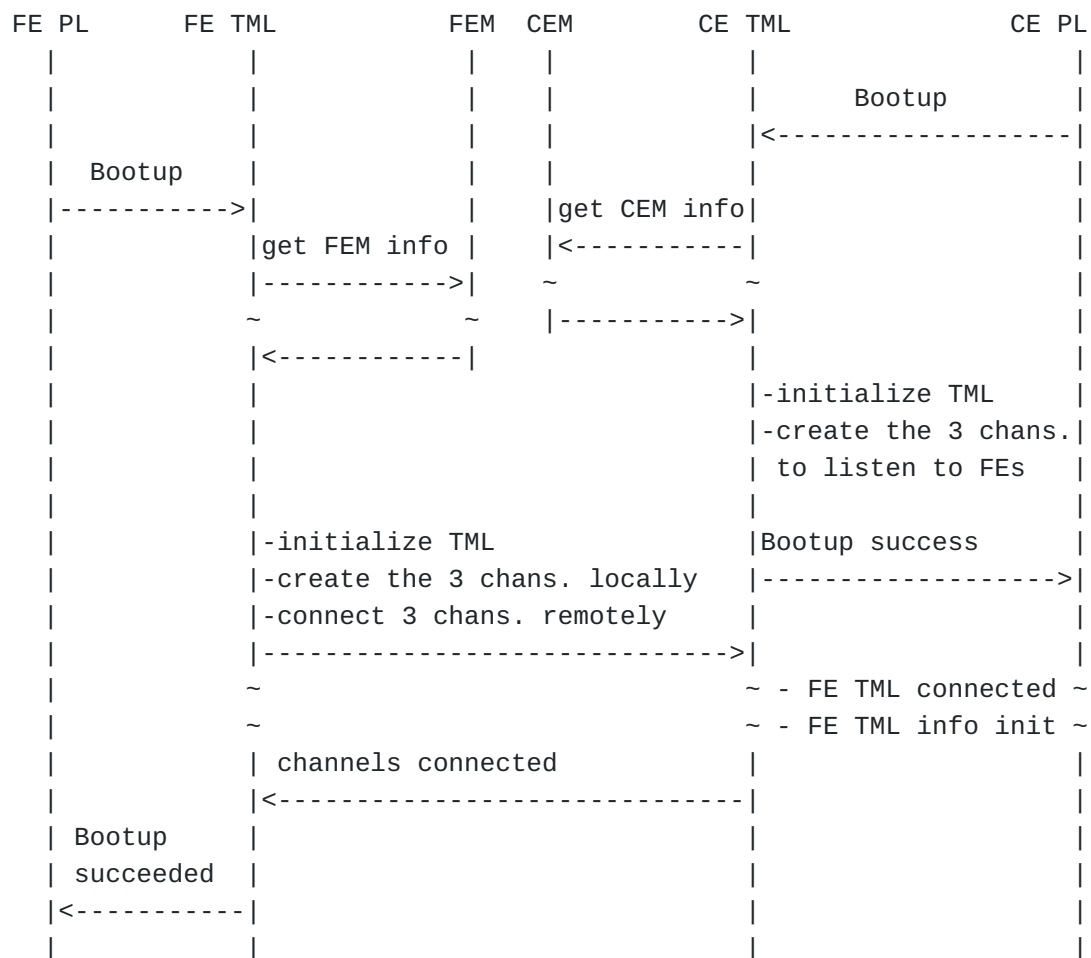 FE PL      FE TML           FEM  CEM        CE TML              CE PL
  |            |             |    |            |                    |
  |            |             |    |            |      Bootup        |
  |            |             |    |            |<-------------------|
  |  Bootup    |             |    |            |                    |
  |----------->|             |    |get CEM info|                    |
  |            |get FEM info |    |<-----------|                    |
  |            |------------>|    ~            ~                    |
  |            ~             ~    |----------->|                    |
  |            |<------------|                 |                    |
  |            |                               |-initialize TML     |
  |            |                               |-create the 3 chans.|
  |            |                               | to listen to FEs   |
  |            |                               |                    |
  |            |-initialize TML                |Bootup success      |
  |            |-create the 3 chans. locally   |------------------->|
  |            |-connect 3 chans. remotely     |                    |
  |            |------------------------------>|                    |
  |            ~                               ~ - FE TML connected ~
  |            ~                               ~ - FE TML info init ~
  |            | channels connected            |                    |
  |            |<------------------------------|                    |
  | Bootup     |                               |                    |
  | succeeded  |                               |                    |
  |<-----------|                               |                    |
  |            |                               |                    |